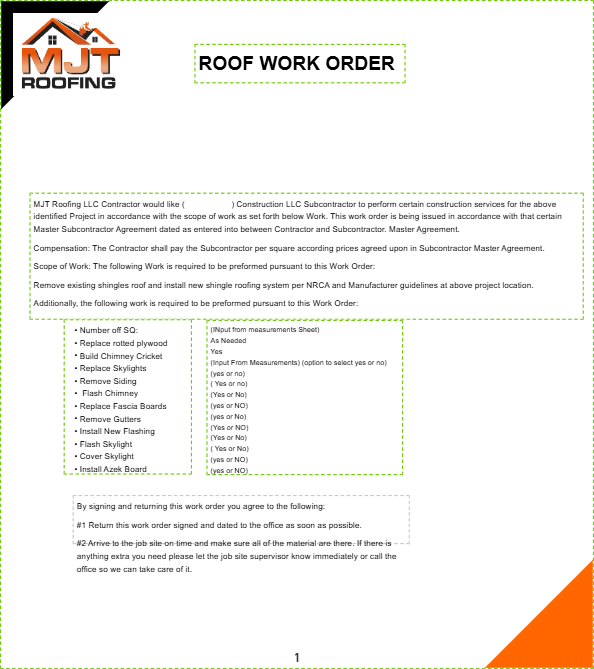 MJT
ROOFING
ROOF WORK ORDER
MJT Roofing LLC Contractor would like (                    ) Construction LLC Subcontractor to perform certain construction services for the above
identified Project in accordance with the scope of work as set forth below Work. This work order is being issued in accordance with that certain
Master Subcontractor Agreement dated as entered into between Contractor and Subcontractor. Master Agreement.
Compensation: The Contractor shall pay the Subcontractor per square according prices agreed upon in Subcontractor Master Agreement.
Scope of Work: The following Work is required to be preformed pursuant to this Work Order:
Remove existing shingles roof and install new shingle roofing system per NRCA and Manufacturer guidelines at above project location.
Additionally, the following work is required to be preformed pursuant to this Work Order:
• Number off SQ:
• Replace rotted plywood
• Build Chimney Cricket
• Replace Skylights
• Remove Siding
• Flash Chimney
• Replace Fascia Boards
• Remove Gutters
• Install New Flashing
• Flash Skylight
• Cover Skylight
• Install Azek Board
(INput from measurements Sheet)
As Needed
Yes
(Input From Measurements) (option to select yes or no)
(yes or no)
( Yes or no)
(Yes or No)
(yes or NO)
(yes or No)
(Yes or NO)
(Yes or No)
( Yes or No)
(yes or NO)
(yes or NO)
By signing and returning this work order you agree to the following:
#1 Return this work order signed and dated to the office as soon as possible.
#2 Arrive to the job site on time and make sure all of the material are there. If there is
anything extra you need please let the job site supervisor know immediately or call the
office so we can take care of it.
1